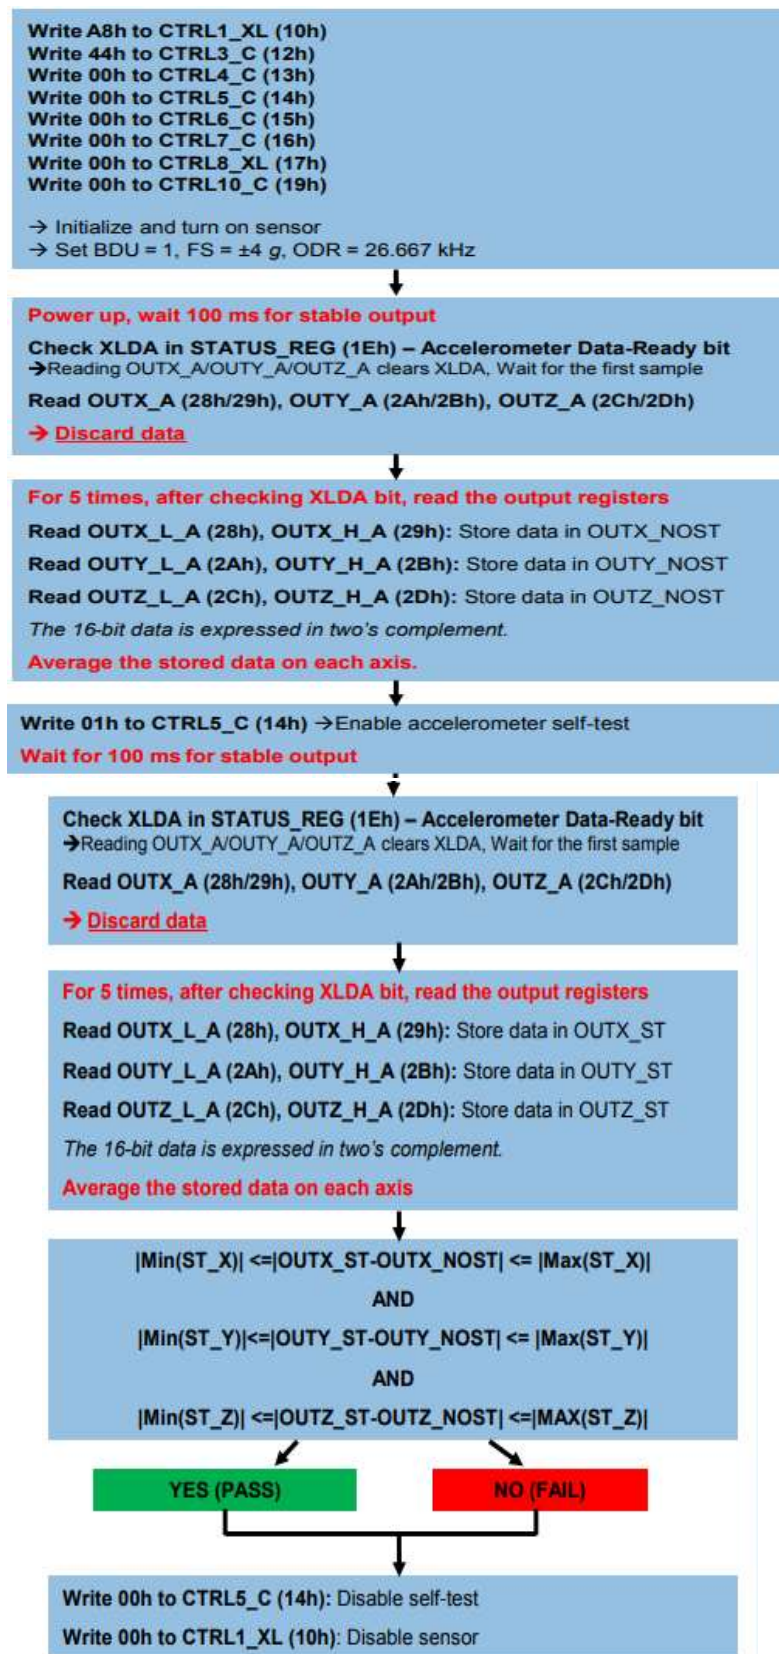 Write A8h to CTRL1_XL (10h)
Write 44h to CTRL3_C (12h)
Write 00h to CTRL4_C (13h)
Write 00h to CTRL5_C (14h)
Write 00h to CTRL6_C (15h)
Write 00h to CTRL7_C (16h)
Write 00h to CTRL8_XL (17h)
Write 00h to CTRL10_C (19h)
→ Initialize and turn on sensor
→ Set BDU = 1, FS = ±4 g, ODR = 26.667 kHz
Power up, wait 100 ms for stable output
Check XLDA in STATUS_REG (1Eh) – Accelerometer Data-Ready bit
→Reading OUTX_A/OUTY_A/OUTZ_A clears XLDA, Wait for the first sample
Read OUTX_A (28h/29h), OUTY_A (2Ah/2Bh), OUTZ_A (2Ch/2Dh)
→ Discard data
For 5 times, after checking XLDA bit, read the output registers
Read OUTX_L_A (28h), OUTX_H_A (29h): Store data in OUTX_NOST
Read OUTY_L_A (2Ah), OUTY_H_A (2Bh): Store data in OUTY_NOST
Read OUTZ_L_A (2Ch), OUTZ_H_A (2Dh): Store data in OUTZ_NOST
The 16-bit data is expressed in two's complement.
Average the stored data on each axis.
Write 01h to CTRL5_C (14h) →Enable accelerometer self-test
Wait for 100 ms for stable output
Check XLDA in STATUS_REG (1Eh) – Accelerometer Data-Ready bit
→Reading OUTX_A/OUTY_A/OUTZ_A clears XLDA, Wait for the first sample
Read OUTX_A (28h/29h), OUTY_A (2Ah/2Bh), OUTZ_A (2Ch/2Dh)
→ Discard data
For 5 times, after checking XLDA bit, read the output registers
Read OUTX_L_A (28h), OUTX_H_A (29h): Store data in OUTX_ST
Read OUTY_L_A (2Ah), OUTY_H_A (2Bh): Store data in OUTY_ST
Read OUTZ_L_A (2Ch), OUTZ_H_A (2Dh): Store data in OUTZ_ST
The 16-bit data is expressed in two's complement.
Average the stored data on each axis
|Min(ST_X)| <=|OUTX_ST-OUTX_NOST| <= |Max(ST_X)|
AND
|Min(ST_Y)|<=|OUTY_ST-OUTY_NOST| <= |Max(ST_Y)|
AND
|Min(ST_Z)| <=|OUTZ_ST-OUTZ_NOST| <=|MAX(ST_Z)|
YES (PASS)
NO (FAIL)
Write 00h to CTRL5_C (14h): Disable self-test
Write 00h to CTRL1_XL (10h): Disable sensor